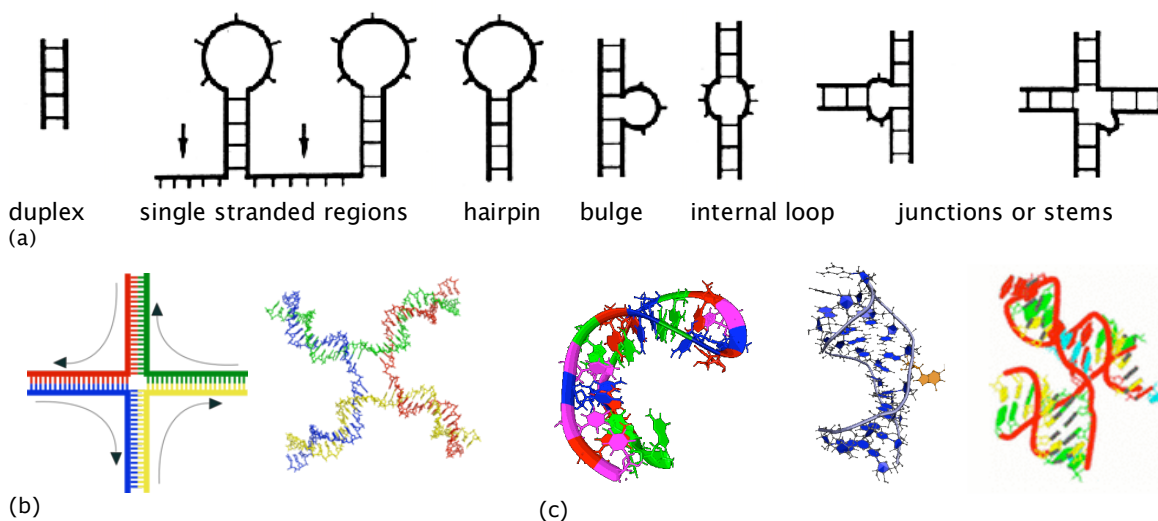 duplex single stranded regions hairpin bulge internal loop junctions or stems
(a)
(b) (c)